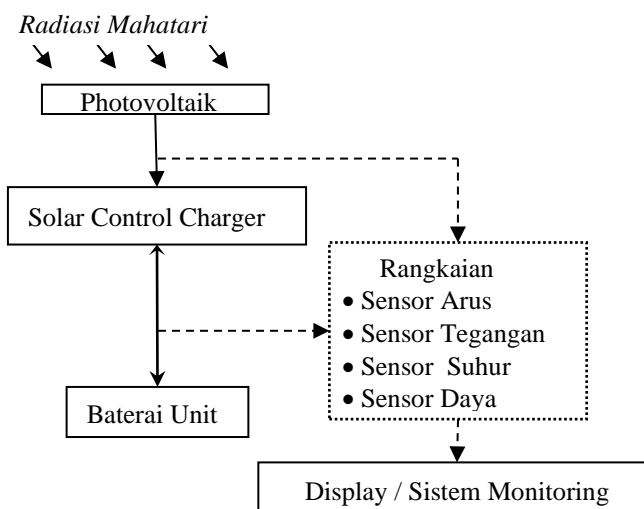 Radiasi Mahatari
Photovoltaik
Solar Control Charger
Rangkaian
• Sensor Arus
• Sensor Tegangan
• Sensor Suhur
• Sensor Daya
Baterai Unit
Display / Sistem Monitoring